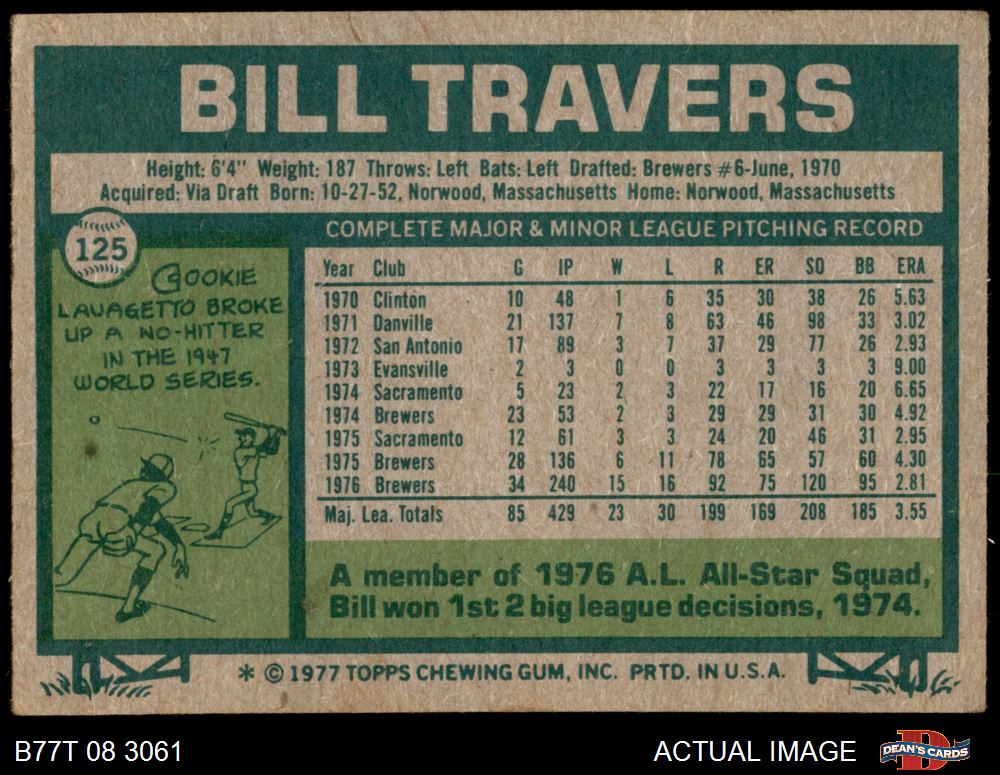 BILL TRAVERS
Height: 6'4" Weight: 187 Throws: Left Bats: Left Drafted: Brewers #6-June, 1970
Acquired: Via Draft Born: 10-27-52, Norwood, Massachusetts Home: Norwood, Massachusetts
125
COOKIE
LAVAGETTO BROKE
UP A NO-HITTER
IN THE 1947
WORLD SERIES.
COMPLETE MAJOR & MINOR LEAGUE PITCHING RECORD
Year Club G IP W L R ER SO BB ERA
1970 Clinton 10 48 1 6 35 30 38 26 5.63
1971 Danville 21 137 7 8 63 46 98 33 3.02
1972 San Antonio 17 89 3 7 37 29 77 26 2.93
1973 Evansville 2 3 0 0 3 3 3 3 9.00
1974 Sacramento 5 23 2 3 22 17 16 20 6.65
1974 Brewers 23 53 2 3 29 29 31 30 4.92
1975 Sacramento 12 61 3 3 24 20 46 31 2.95
1975 Brewers 28 136 6 11 78 65 57 60 4.30
1976 Brewers 34 240 15 16 92 75 120 95 2.81
Maj. Lea. Totals 85 429 23 30 199 169 208 185 3.55
A member of 1976 A.L. All-Star Squad,
Bill won 1st 2 big league decisions, 1974.
* © 1977 TOPPS CHEWING GUM, INC. PRTD. IN U.S.A.
B77T 08 3061
ACTUAL IMAGE
DEAN'S CARDS